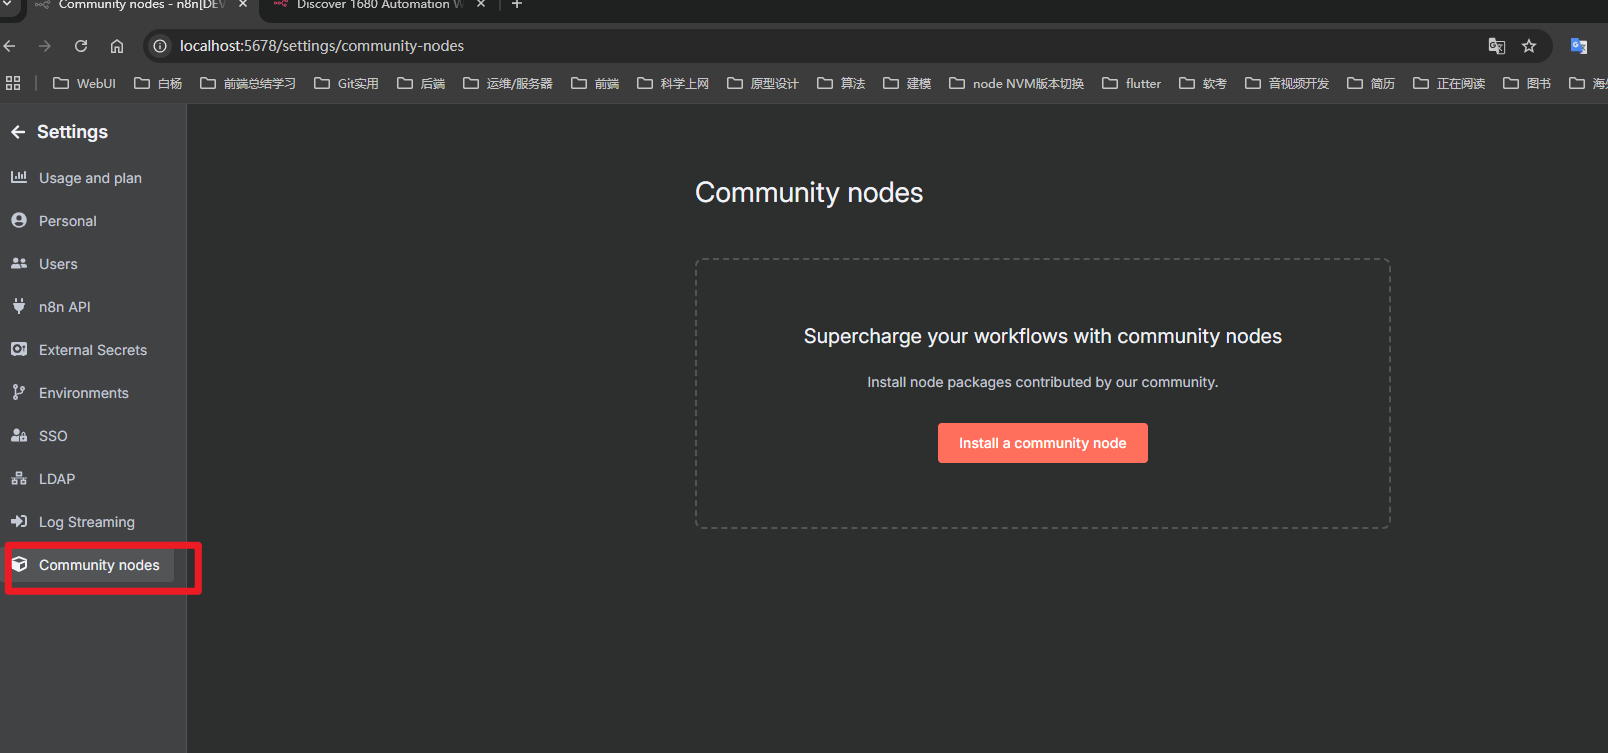 Community nodes - n8n[DEV
Discover 1680 Automation W
localhost:5678/settings/community-nodes
WebUI 白杨 前端总结学习 Git实用 后端 运维/服务器 前端 科学上网 原型设计 算法 建模 node NVM版本切换 flutter 软考 音视频开发 简历 正在阅读 图书
Settings
Usage and plan
Personal
Users
n8n API
External Secrets
Environments
SSO
LDAP
Log Streaming
Community nodes
Community nodes
Supercharge your workflows with community nodes
Install node packages contributed by our community.
Install a community node